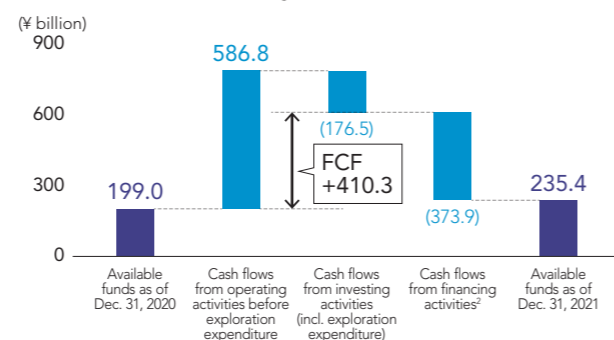 (¥ billion)
900
600
300
0
199.0
586.8
(176.5)
FCF
+410.3
(373.9)
235.4
Available
funds as of
Dec. 31, 2020
Cash flows
from operating
activities before
exploration
expenditure
Cash flows
from investing
activities
(incl. exploration
expenditure)
Cash flows
from financing
activities²
Available
funds as of
Dec. 31, 2021